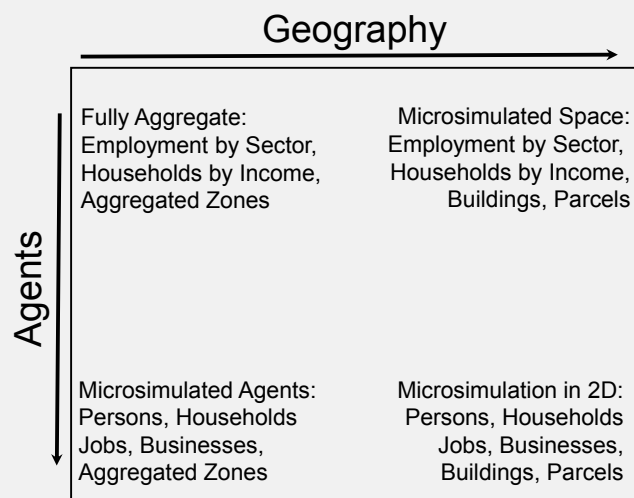 Geography
Agents
Fully Aggregate:
Employment by Sector,
Households by Income,
Aggregated Zones
Microsimulated Space:
Employment by Sector,
Households by Income,
Buildings, Parcels
Microsimulated Agents:
Persons, Households
Jobs, Businesses,
Aggregated Zones
Microsimulation in 2D:
Persons, Households
Jobs, Businesses,
Buildings, Parcels